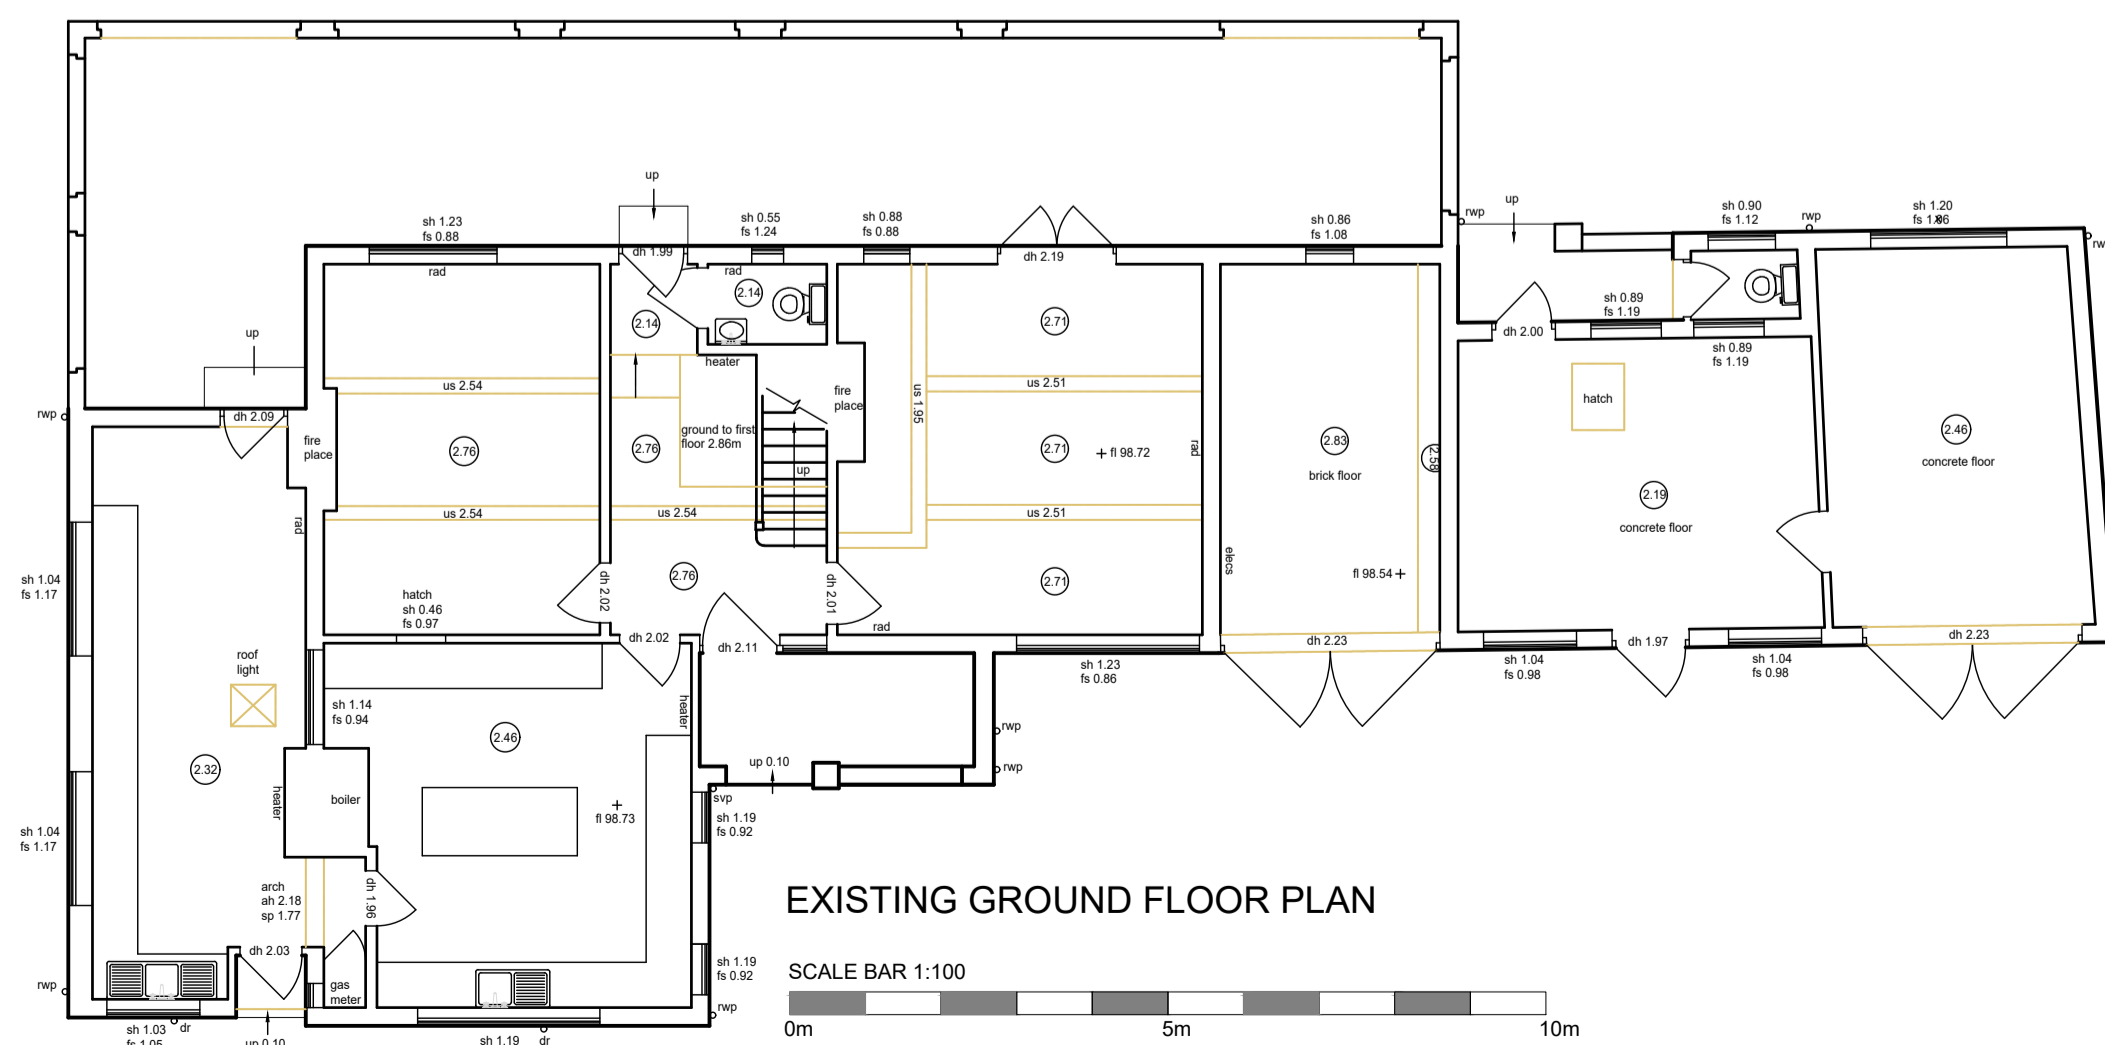 up
sh 1.23
fs 0.88
rad
dh 1.99
sh 0.55
fs 1.24
rad
sh 0.88
fs 0.88
dh 2.19
sh 0.86
fs 1.08
rwp
up
sh 0.90
fs 1.12
rwp
sh 1.20
fs
2.14
2.14
heater
2.71
sh 0.89
fs 1.19
dh 2.00
sh 0.89
fs 1.19
up
us 2.54
us 1.95
us 2.51
fire
place
hatch
rwp
dh 2.09
fire
place
2.76
2.76
ground to first
floor 2.86m
up
2.71
fl 98.72
rad
2.83
2.58
brick floor
2.46
concrete floor
2.19
concrete floor
rad
us 2.54
us 2.54
us 2.51
sh 1.04
fs 1.17
hatch
sh 0.46
fs 0.97
dh 2.02
2.76
dh 2.01
2.71
elecs
fl 98.54
rad
dh 2.02
dh 2.11
dh 2.23
dh 1.97
dh 2.23
roof
light
sh 1.14
fs 0.94
heater
sh 1.23
fs 0.86
sh 1.04
fs 0.98
sh 1.04
fs 0.98
2.46
rwp
2.32
heater
boiler
fl 98.73
up 0.10
rwp
svp
sh 1.04
fs 1.17
sh 1.19
fs 0.92
arch
ah 2.18
sp 1.77
dh 1.96
EXISTING GROUND FLOOR PLAN
dh 2.03
sh 1.19
fs 0.92
SCALE BAR 1:100
rwp
gas
meter
rwp
0m 5m 10m
sh 1.03
fs 1.05
dr
up 0.10
sh 1.19
dr